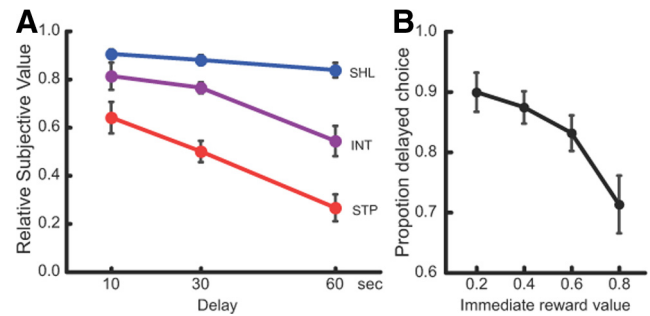 A
Relative Subjective Value
1.0
0.8
0.6
0.4
0.2
0.0
SHL
INT
STP
10 30 60 sec
Delay
B
Propotion delayed choice
1.0
0.9
0.8
0.7
0.6
0.2 0.4 0.6 0.8
Immediate reward value